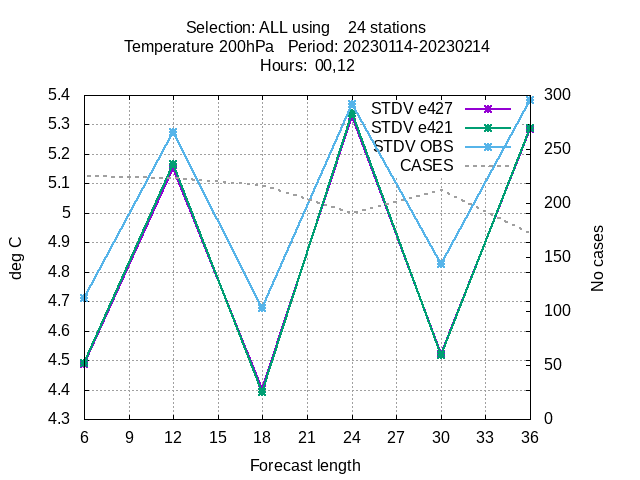 Selection: ALL using    24 stations
Temperature 200hPa   Period: 20230114-20230214
Hours:  00,12
STDV e427
STDV e421
STDV OBS
CASES
5.4
5.3
5.2
5.1
5
4.9
4.8
4.7
4.6
4.5
4.4
4.3
deg C
300
250
200
150
100
50
0
No cases
6 9 12 15 18 21 24 27 30 33 36
Forecast length